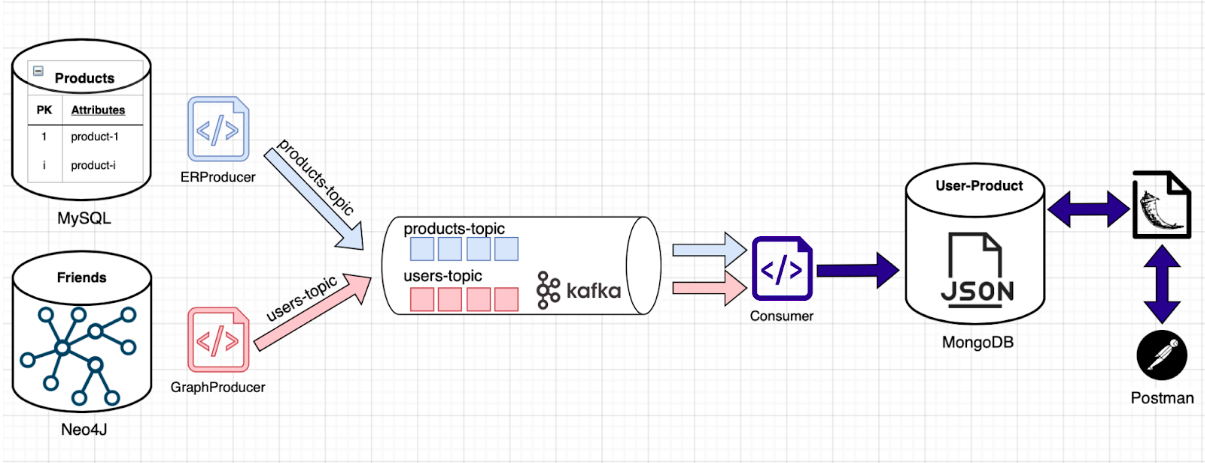 Products
PK Attributes
1 product-1
i product-i
MySQL
</>
ERProducer
products-topic
Friends
Neo4J
</>
GraphProducer
users-topic
products-topic
users-topic
kafka
</>
Consumer
User-Product
JSON
MongoDB
Postman